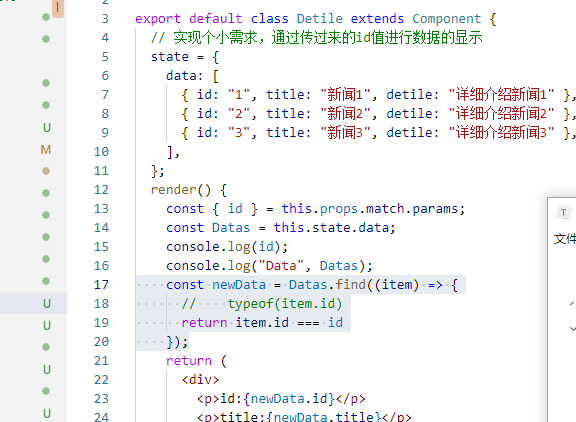 3 export default class Detile extends Component {
4 // 实现个小需求，通过传过来的id值进行数据的显示
5 state = {
6 data: [
7 { id: "1", title: "新闻1", detile: "详细介绍新闻1" },
8 { id: "2", title: "新闻2", detile: "详细介绍新闻2" },
9 { id: "3", title: "新闻3", detile: "详细介绍新闻3" },
10 ],
11 };
12 render() {
13 const { id } = this.props.match.params;
14 const Datas = this.state.data;
15 console.log(id);
16 console.log("Data", Datas);
17 const newData = Datas.find((item) => {
18 // typeof(item.id)
19 return item.id === id
20 });
21 return (
22 <div>
23 <p>id:{newData.id}</p>
24 <p>title:{newData.title}</p>
U
M
U
U
U
U
T
文件